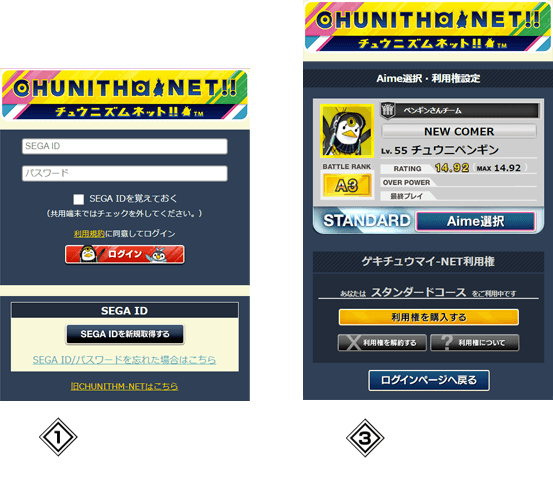 CHUNITHM-NET!!
チュウニズムネット!! TM
SEGA ID
パスワード
SEGA IDを覚えておく
(共用端末ではチェックを外してください。)
利用規約に同意してログイン
ログイン
SEGA ID
SEGA IDを新規取得する
SEGA ID/パスワードを忘れた場合はこちら
旧CHUNITHM-NETはこちら
1
CHUNITHM-NET!!
チュウニズムネット!! TM
Aime選択・利用権設定
ペンギンさんチーム
NEW COMER
Lv. 55 チュウニペンギン
BATTLE RANK
A3
RATING 14.92 (MAX 14.92 )
OVER POWER
最終プレイ
STANDARD
Aime選択
ゲキチュウマイ-NET利用権
あなたは スタンダードコース をご利用中です
利用権を購入する
X 利用権を解約する
? 利用権について
ログインページへ戻る
3